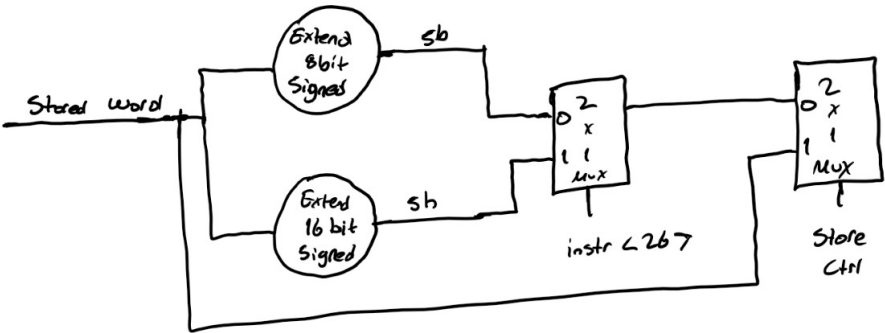 Stored word
Extend
8bit
Signed
sb
Extend
16 bit
Signed
sh
0 2
x
1 1
Mux
instr <26>
0 2
x
1 1
Mux
Store
Ctrl